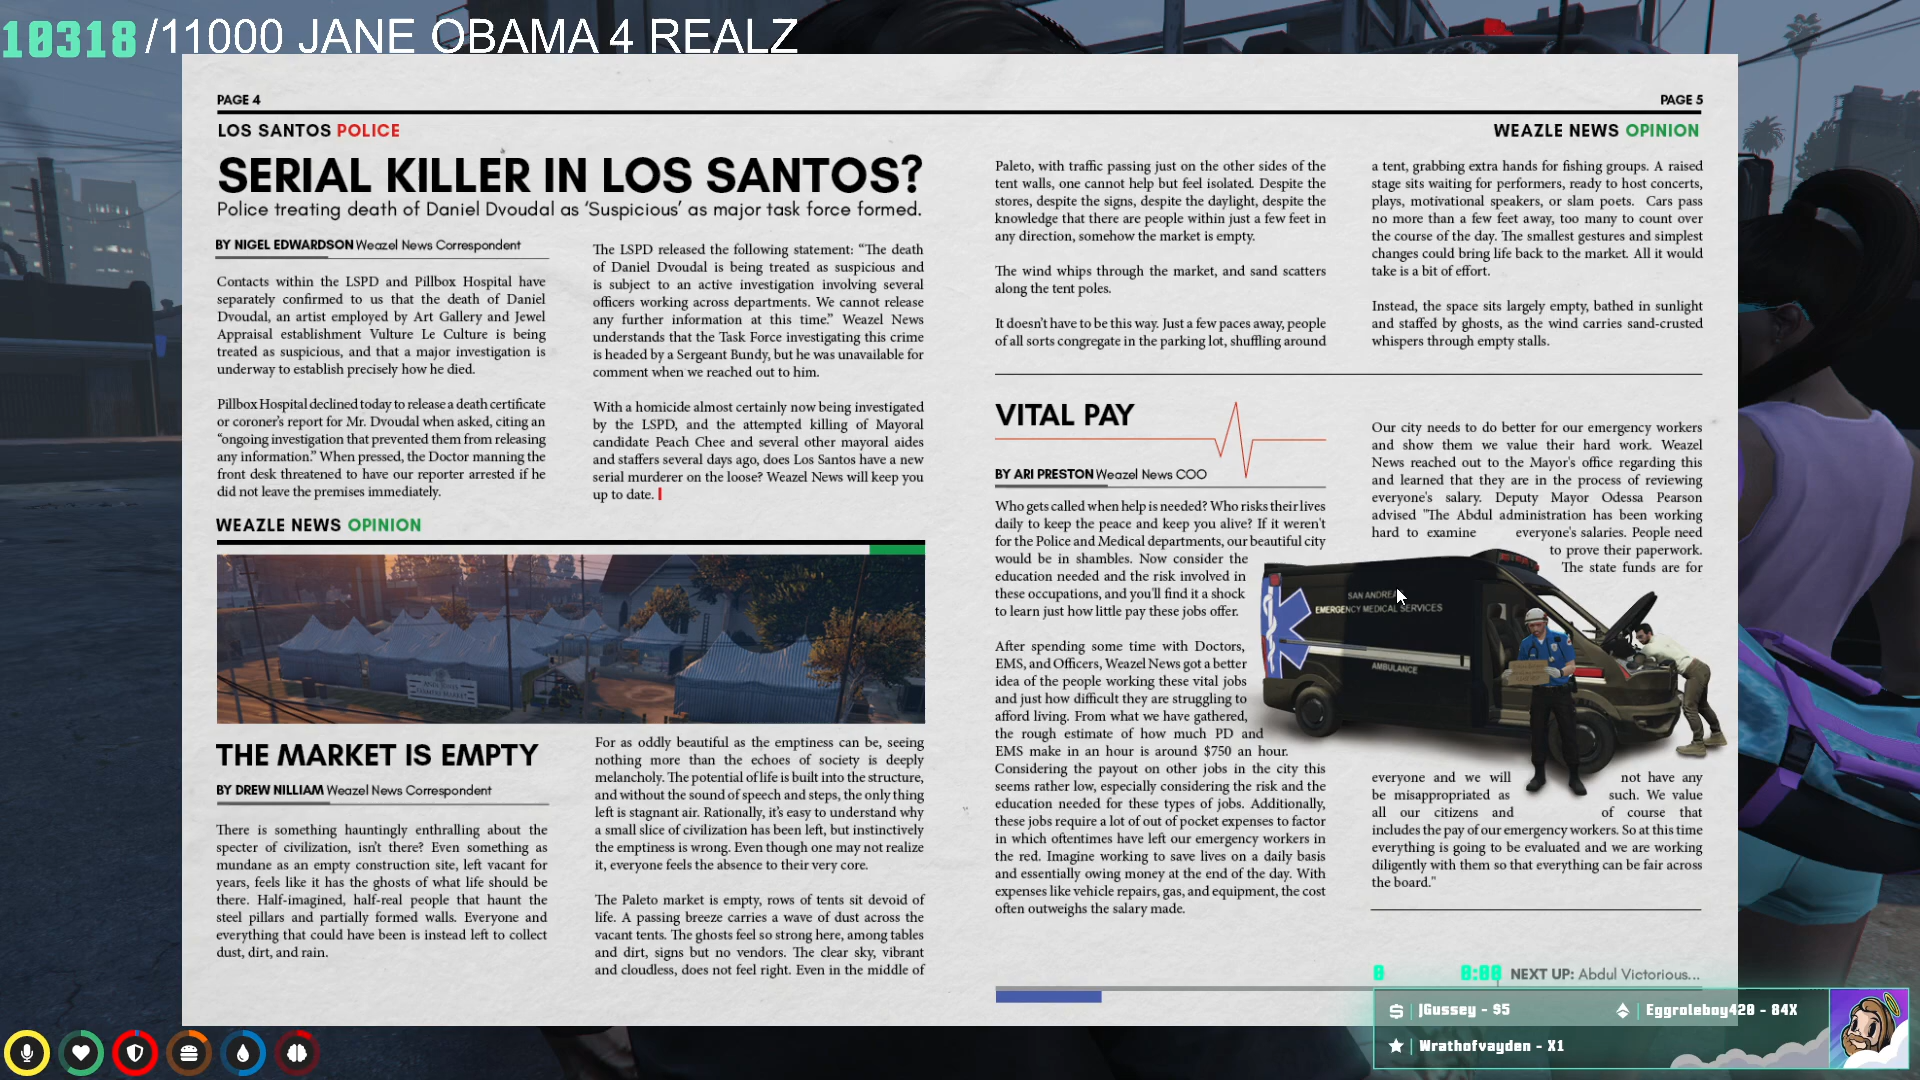 10318/11000 JANE OBAMA 4 REALZ
PAGE 4
LOS SANTOS POLICE
SERIAL KILLER IN LOS SANTOS?
Police treating death of Daniel Dvoudal as ‘Suspicious’ as major task force formed.
BY NIGEL EDWARDSON Weazel News Correspondent
Contacts within the LSPD and Pillbox Hospital have
separately confirmed to us that the death of Daniel
Dvoudal, an artist employed by Art Gallery and Jewel
Appraisal establishment Vulture Le Culture is being
treated as suspicious, and that a major investigation is
underway to establish precisely how he died.
Pillbox Hospital declined today to release a death certificate
or coroner's report for Mr. Dvoudal when asked, citing an
“ongoing investigation that prevented them from releasing
any information.” When pressed, the Doctor manning the
front desk threatened to have our reporter arrested if he
did not leave the premises immediately.
The LSPD released the following statement: “The death
of Daniel Dvoudal is being treated as suspicious and
is subject to an active investigation involving several
officers working across departments. We cannot release
any further information at this time.” Weazel News
understands that the Task Force investigating this crime
is headed by a Sergeant Bundy, but he was unavailable for
comment when we reached out to him.
With a homicide almost certainly now being investigated
by the LSPD, and the attempted killing of Mayoral
candidate Peach Chee and several other mayoral aides
and staffers several days ago, does Los Santos have a new
serial murderer on the loose? Weazel News will keep you
up to date.
WEAZLE NEWS OPINION
THE MARKET IS EMPTY
BY DREW NILLIAM Weazel News Correspondent
There is something hauntingly enthralling about the
specter of civilization, isn't there? Even something as
mundane as an empty construction site, left vacant for
years, feels like it has the ghosts of what life should be
there. Half-imagined, half-real people that haunt the
steel pillars and partially formed walls. Everyone and
everything that could have been is instead left to collect
dust, dirt, and rain.
For as oddly beautiful as the emptiness can be, seeing
nothing more than the echoes of society is deeply
melancholy. The potential of life is built into the structure,
and without the sound of speech and steps, the only thing
left is stagnant air. Rationally, it's easy to understand why
a small slice of civilization has been left, but instinctively
the emptiness is wrong. Even though one may not realize
it, everyone feels the absence to their very core.
The Paleto market is empty, rows of tents sit devoid of
life. A passing breeze carries a wave of dust across the
vacant tents. The ghosts feel so strong here, among tables
and dirt, signs but no vendors. The clear sky, vibrant
and cloudless, does not feel right. Even in the middle of
PAGE 5
WEAZLE NEWS OPINION
Paleto, with traffic passing just on the other sides of the
tent walls, one cannot help but feel isolated. Despite the
stores, despite the signs, despite the daylight, despite the
knowledge that there are people within just a few feet in
any direction, somehow the market is empty.
The wind whips through the market, and sand scatters
along the tent poles.
It doesn't have to be this way. Just a few paces away, people
of all sorts congregate in the parking lot, shuffling around
a tent, grabbing extra hands for fishing groups. A raised
stage sits waiting for performers, ready to host concerts,
plays, motivational speakers, or slam poets. Cars pass
no more than a few feet away, too many to count over
the course of the day. The smallest gestures and simplest
changes could bring life back to the market. All it would
take is a bit of effort.
Instead, the space sits largely empty, bathed in sunlight
and staffed by ghosts, as the wind carries sand-crusted
whispers through empty stalls.
VITAL PAY
BY ARI PRESTON Weazel News COO
Who gets called when help is needed? Who risks their lives
daily to keep the peace and keep you alive? If it weren't
for the Police and Medical departments, our beautiful city
would be in shambles. Now consider the
education needed and the risk involved in
these occupations, and you'll find it a shock
to learn just how little pay these jobs offer.
After spending some time with Doctors,
EMS, and Officers, Weazel News got a better
idea of the people working these vital jobs
and just how difficult they are struggling to
afford living. From what we have gathered,
the rough estimate of how much PD and
EMS make in an hour is around $750 an hour.
Considering the payout on other jobs in the city this
seems rather low, especially considering the risk and the
education needed for these types of jobs. Additionally,
these jobs require a lot of out of pocket expenses to factor
in which oftentimes have left our emergency workers in
the red. Imagine working to save lives on a daily basis
and essentially owing money at the end of the day. With
expenses like vehicle repairs, gas, and equipment, the cost
often outweighs the salary made.
Our city needs to do better for our emergency workers
and show them we value their hard work. Weazel
News reached out to the Mayor's office regarding this
and learned that they are in the process of reviewing
everyone's salary. Deputy Mayor Odessa Pearson
advised "The Abdul administration has been working
hard to examine everyone's salaries. People need
to prove their paperwork.
The state funds are for
SAN ANDREA
EMERGENCY MEDICAL SERVICES
AMBULANCE
everyone and we will not have any
be misappropriated as such. We value
all our citizens and of course that
includes the pay of our emergency workers. So at this time
everything is going to be evaluated and we are working
diligently with them so that everything can be fair across
the board."
0 0:00 NEXT UP: Abdul Victorious...
$ | |Gussey - $5
Eggroleboy420 - 84X
Wrathofvayden - X1